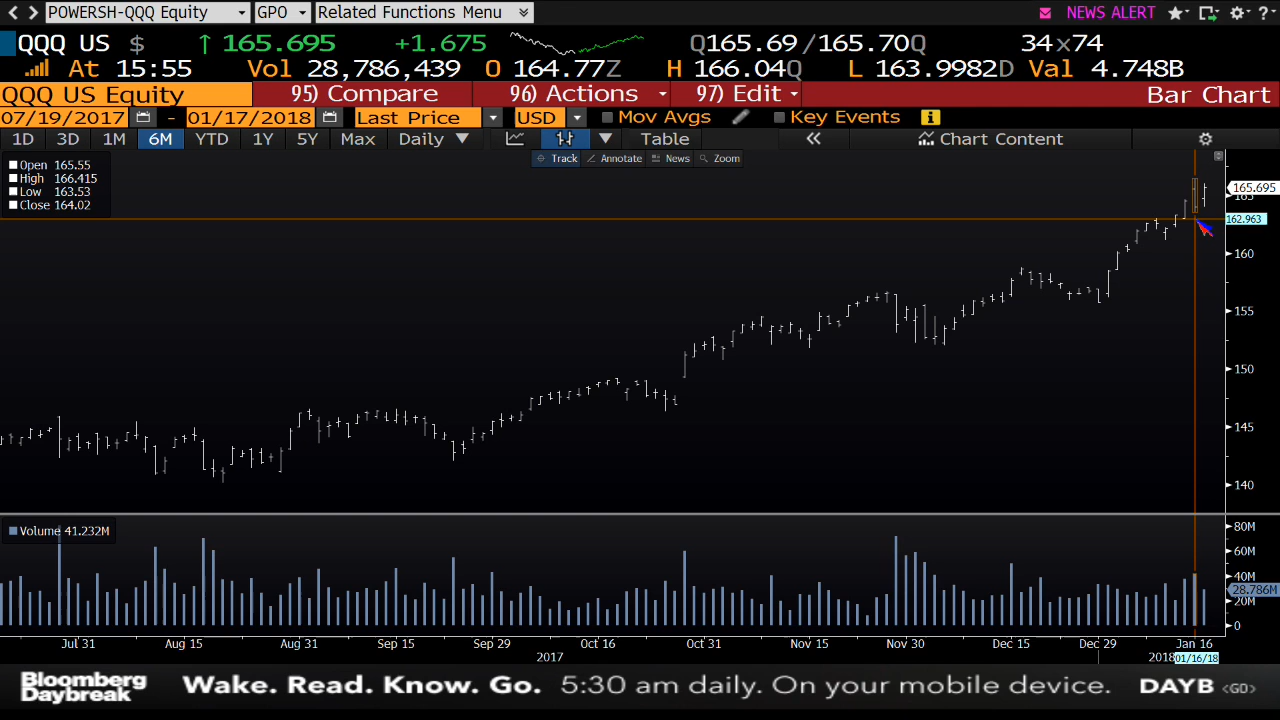 POWERSH-QQQ Equity GPO Related Functions Menu NEWS ALERT ?
QQQ US $ ↑ 165.695 +1.675 Q165.69 /165.70Q 34x74
At 15:55 Vol 28,786,439 O 164.77Z H 166.04Q L 163.9982D Val 4.748B
QQQ US Equity 95) Compare 96) Actions 97) Edit Bar Chart
07/19/2017 - 01/17/2018 Last Price USD Mov Avgs Key Events i
1D 3D 1M 6M YTD 1Y 5Y Max Daily Table « Chart Content
Track Annotate News Zoom
Open 165.55
High 166.415
Low 163.53
Close 164.02
165.695
165
162.963
160
155
150
145
140
Volume 41.232M
80M
60M
40M
28.786M
20M
0
Jul 31 Aug 15 Aug 31 Sep 15 Sep 29 Oct 16 Oct 31 Nov 15 Nov 30 Dec 15 Dec 29 Jan 16
2017 2018 01/16/18
Bloomberg
Daybreak
Wake. Read. Know. Go. 5:30 am daily. On your mobile device. DAYB <GO>